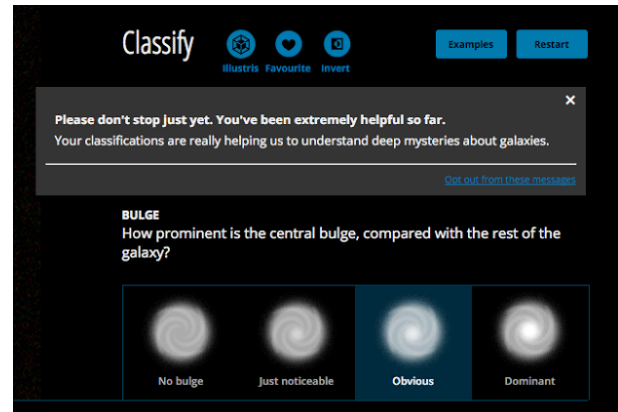 Classify
Illustris Favourite Invert
Examples Restart
Please don't stop just yet. You've been extremely helpful so far.
Your classifications are really helping us to understand deep mysteries about galaxies.
Opt out from these messages
BULGE
How prominent is the central bulge, compared with the rest of the
galaxy?
No bulge Just noticeable Obvious Dominant